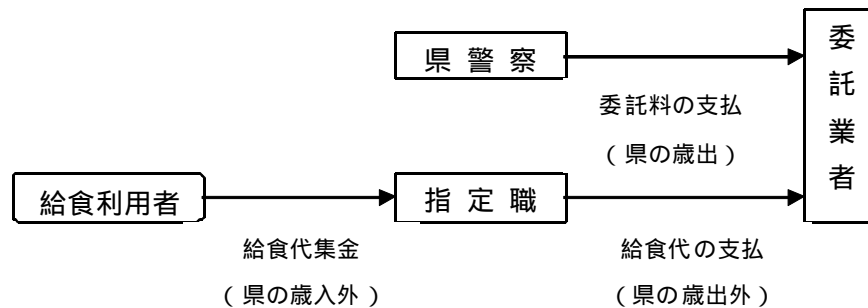 県警察
委託料の支払
（県の歳出）
委託業者
給食利用者
指定職
給食代集金
（県の歳入外）
給食代の支払
（県の歳出外）